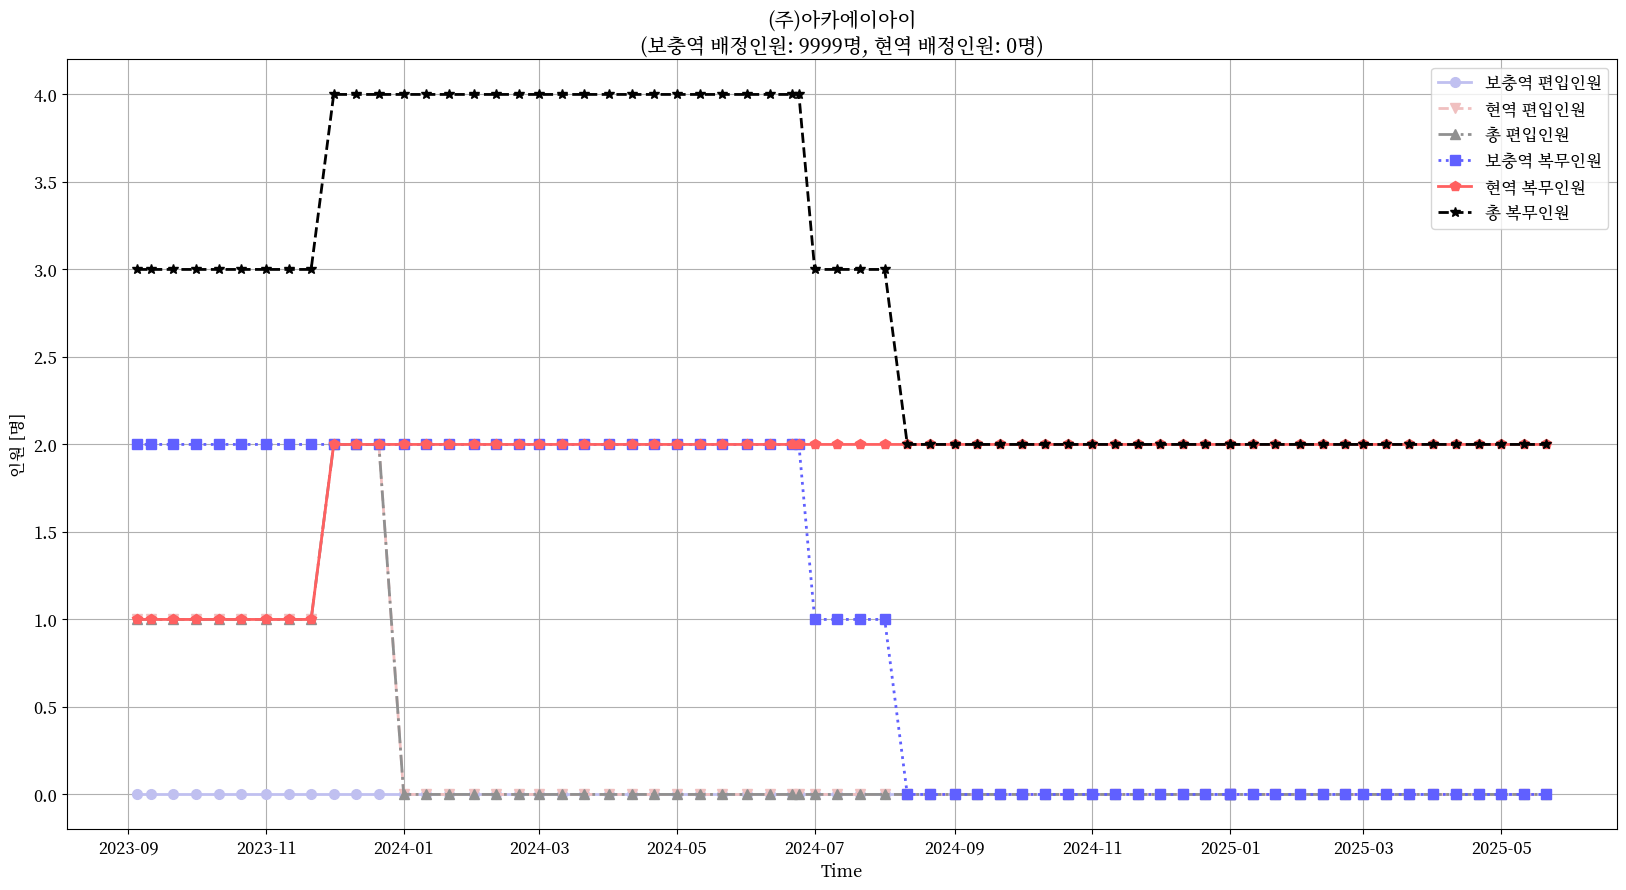 (주)아카에이아이
(보충역 배정인원: 9999명, 현역 배정인원: 0명)
보충역 편입인원
현역 편입인원
총 편입인원
보충역 복무인원
현역 복무인원
총 복무인원
인원 [명]
4.0
3.5
3.0
2.5
2.0
1.5
1.0
0.5
0.0
2023-09 2023-11 2024-01 2024-03 2024-05 2024-07 2024-09 2024-11 2025-01 2025-03 2025-05
Time